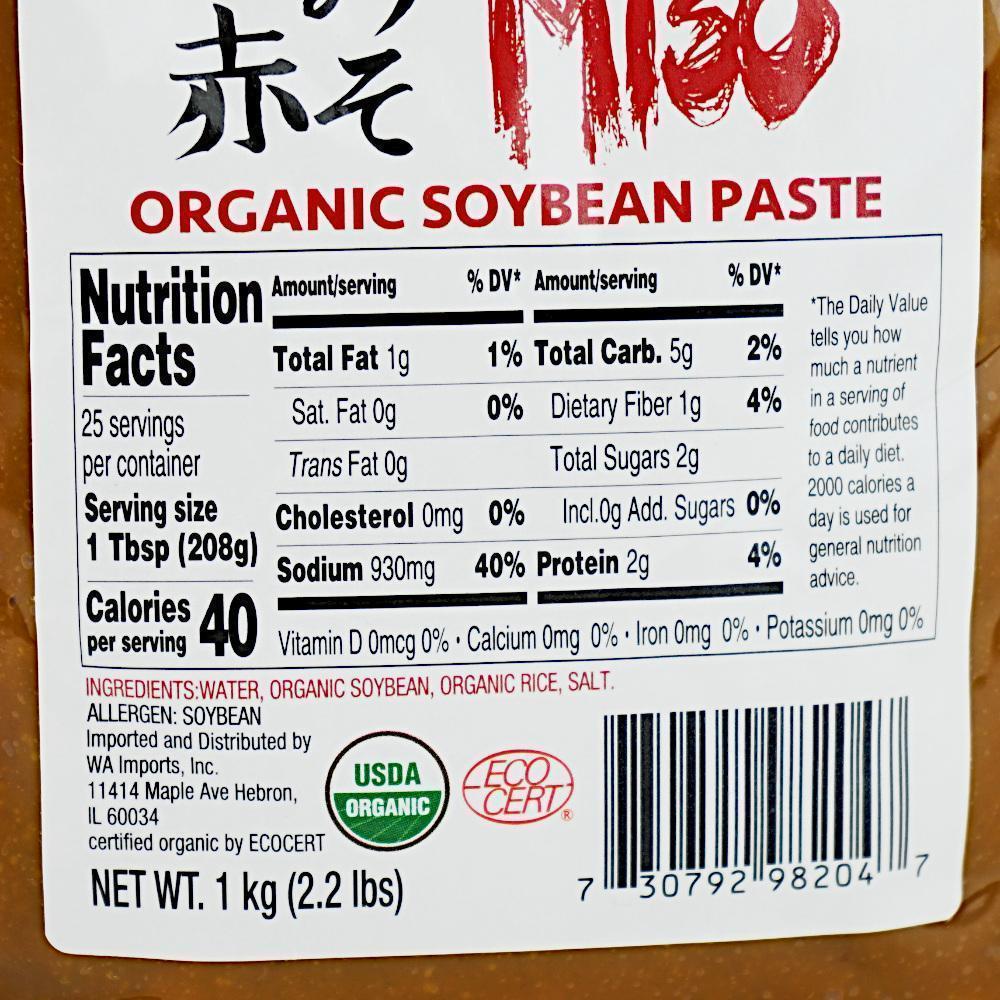 赤そ
MISO
ORGANIC SOYBEAN PASTE
Nutrition
Facts
25 servings
per container
Serving size
1 Tbsp (208g)
Calories
per serving 40
Amount/serving % DV*
Total Fat 1g 1%
Sat. Fat 0g 0%
Trans Fat 0g
Cholesterol 0mg 0%
Sodium 930mg 40%
Amount/serving % DV*
Total Carb. 5g 2%
Dietary Fiber 1g 4%
Total Sugars 2g
Incl.0g Add. Sugars 0%
Protein 2g 4%
Vitamin D 0mcg 0% • Calcium 0mg 0% • Iron 0mg 0% • Potassium 0mg 0%
*The Daily Value
tells you how
much a nutrient
in a serving of
food contributes
to a daily diet.
2000 calories a
day is used for
general nutrition
advice.
INGREDIENTS:WATER, ORGANIC SOYBEAN, ORGANIC RICE, SALT.
ALLERGEN: SOYBEAN
Imported and Distributed by
WA Imports, Inc.
11414 Maple Ave Hebron,
IL 60034
certified organic by ECOCERT
NET WT. 1 kg (2.2 lbs)
USDA
ORGANIC
ECO
CERT
®
7 30792 98204 7